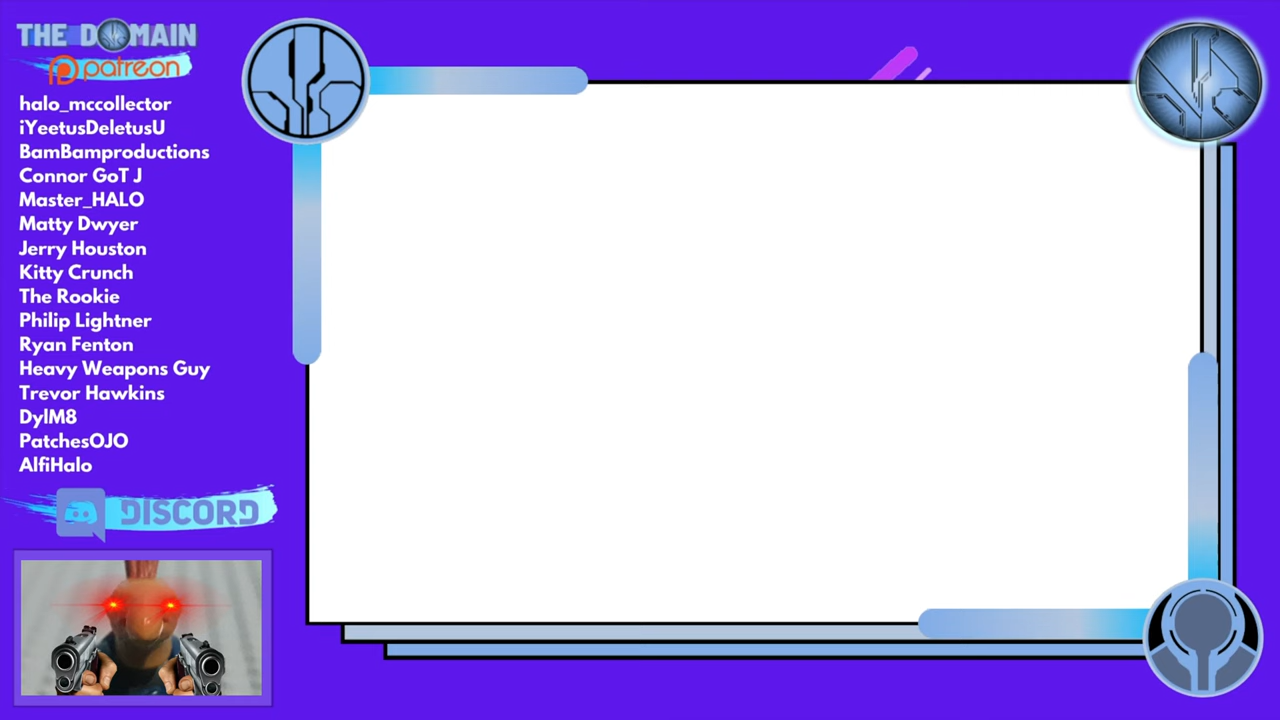 THE DOMAIN
patreon
halo_mccollector
iYeetusDeletusU
BamBamproductions
Connor GoT J
Master_HALO
Matty Dwyer
Jerry Houston
Kitty Crunch
The Rookie
Philip Lightner
Ryan Fenton
Heavy Weapons Guy
Trevor Hawkins
DylM8
PatchesOJO
AlfiHalo
DISCORD